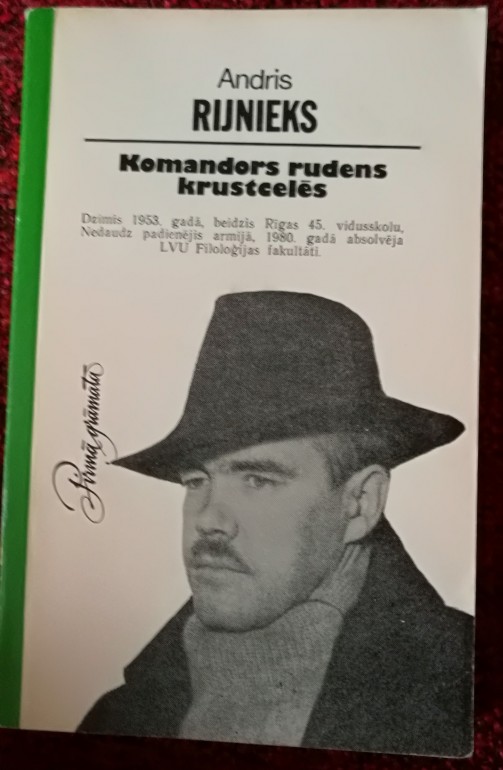 Andris
RIJNIEKS
Komandors rudens
krustcelēs
Dzimis 1953. gadā, beidzis Rīgas 45. vidusskolu,
Nedaudz padienējis armijā, 1980. gadā absolvēja
LVU Filoloģijas fakultāti.
Pirmā grāmata